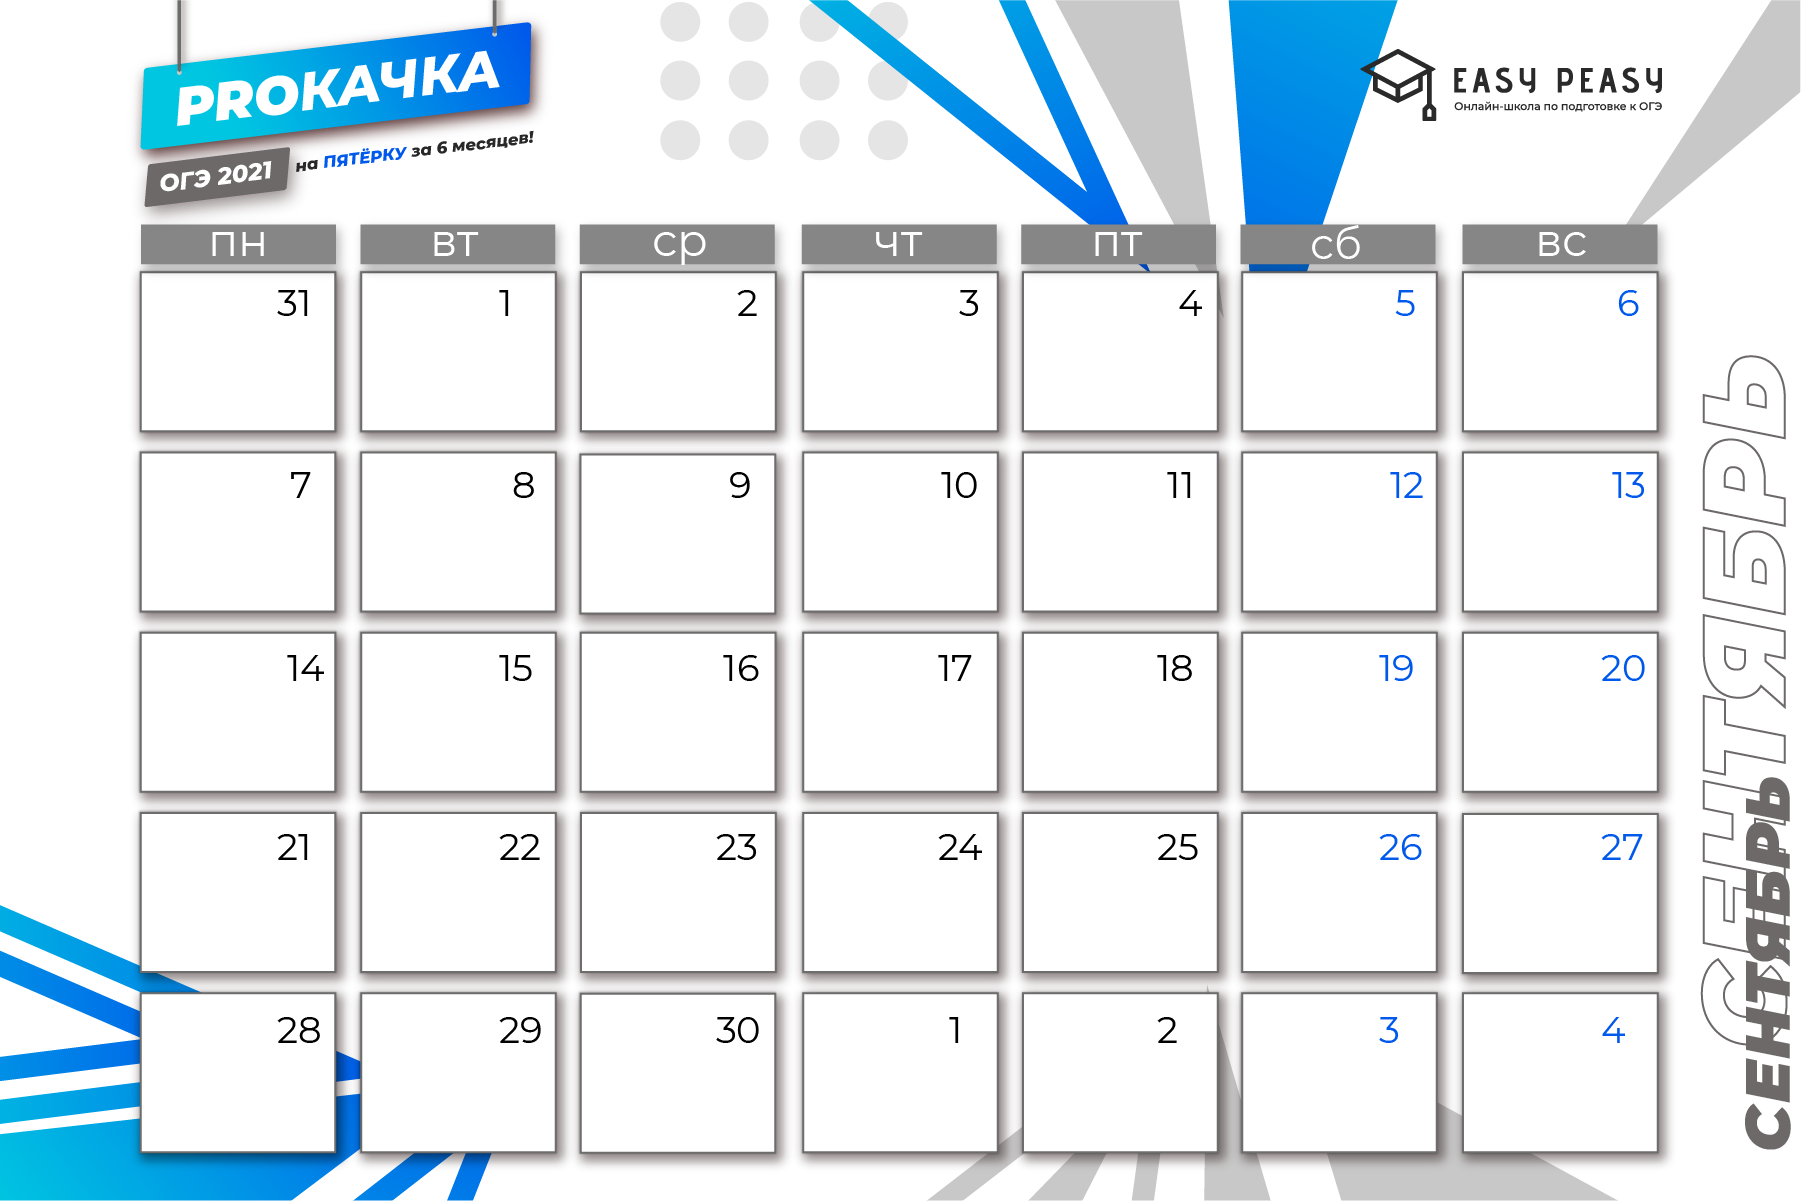 PROКАЧКА
ОГЭ 2021 на ПЯТЁРКУ за 6 месяцев!
EASY PEASY
Онлайн-школа по подготовке к ОГЭ
пн вт ср чт пт сб вс
31 1 2 3 4 5 6
7 8 9 10 11 12 13
14 15 16 17 18 19 20
21 22 23 24 25 26 27
28 29 30 1 2 3 4
СЕНТЯБРЬ
СЕНТЯБРЬ